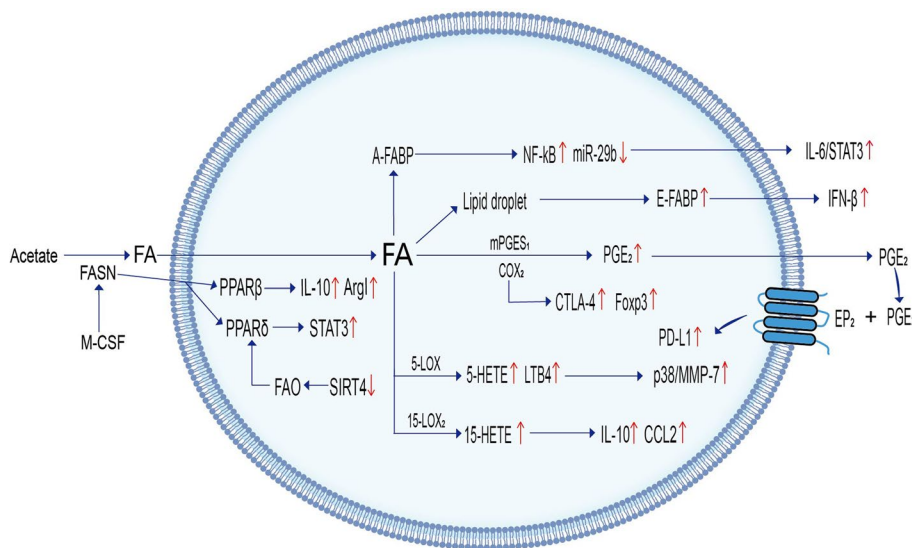 A-FABP
NF-kB↑ miR-29b↓
IL-6/STAT3↑
Lipid droplet
E-FABP↑
IFN-β↑
Acetate
FA
FA
mPGES₁
COX₂
PGE₂↑
PGE₂
FASN
PPARβ
IL-10↑ ArgI↑
CTLA-4↑ Foxp3↑
M-CSF
PPARδ
STAT3↑
PD-L1↑
EP₂ + PGE
FAO
SIRT4↓
5-LOX
5-HETE↑ LTB4↑
p38/MMP-7↑
15-LOX₂
15-HETE↑
IL-10↑ CCL2↑